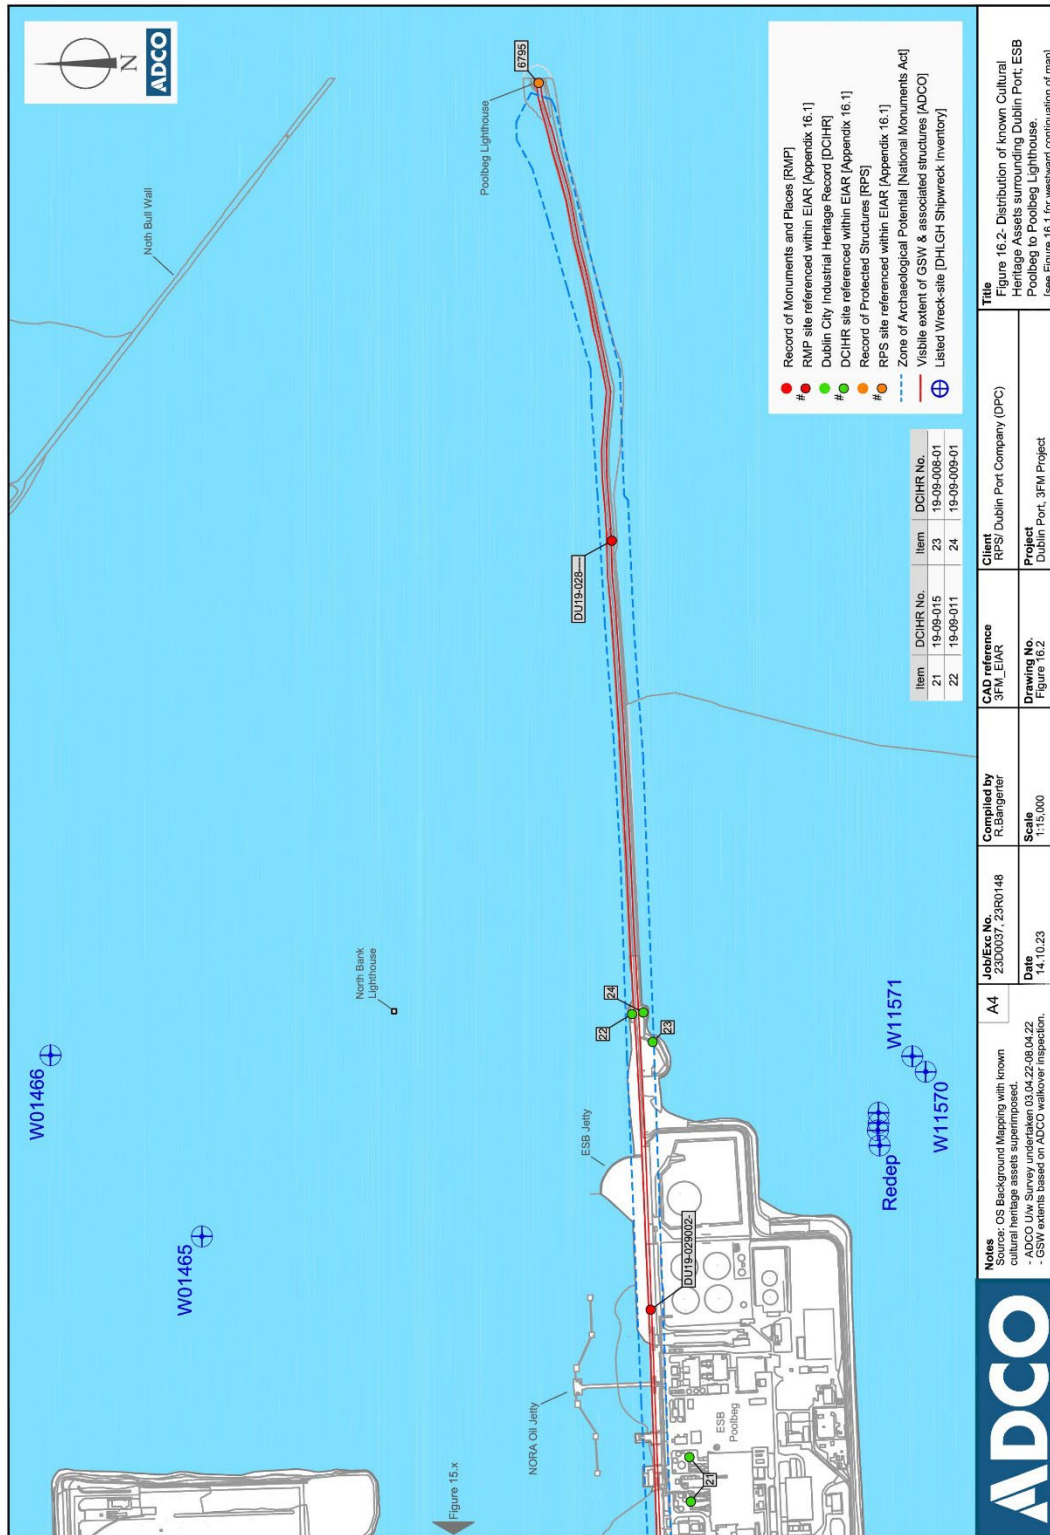 N
ADCO
Noth Bull Wall
Poolbeg Lighthouse
6795
W01466
North Bank
Lighthouse
W01465
DU19-028----
22
24
23
ESB Jetty
NORA Oil Jetty
DU19-029002-
ESB
Poolbeg
21
Figure 15.x
W11571
W11570
Redep
Record of Monuments and Places [RMP]
# RMP site referenced within EIAR [Appendix 16.1]
Dublin City Industrial Heritage Record [DCIHR]
# DCIHR site referenced within EIAR [Appendix 16.1]
Record of Protected Structures [RPS]
# RPS site referenced within EIAR [Appendix 16.1]
Zone of Archaeological Potential [National Monuments Act]
Visbile extent of GSW & associated structures [ADCO]
Listed Wreck-site [DHLGH Shipwreck Inventory]
Item DCIHR No. Item DCIHR No.
21 19-09-015 23 19-09-008-01
22 19-09-011 24 19-09-009-01
ADCO
Notes
Source: OS Background Mapping with known
cultural heritage assets superimposed.
- ADCO U/w Survey undertaken 03.04.22-08.04.22
- GSW extents based on ADCO walkover inspection.
A4
Job/Exc No.
23D0037, 23R0148
Date
14.10.23
Compiled by
R.Bangerter
Scale
1:15,000
CAD reference
3FM_EIAR
Drawing No.
Figure 16.2
Client
RPS/ Dublin Port Company (DPC)
Project
Dublin Port, 3FM Project
Title
Figure 16.2- Distribution of known Cultural
Heritage Assets surrounding Dublin Port; ESB
Poolbeg to Poolbeg Lighthouse.
[see Figure 16.1 for westward continuation of map]